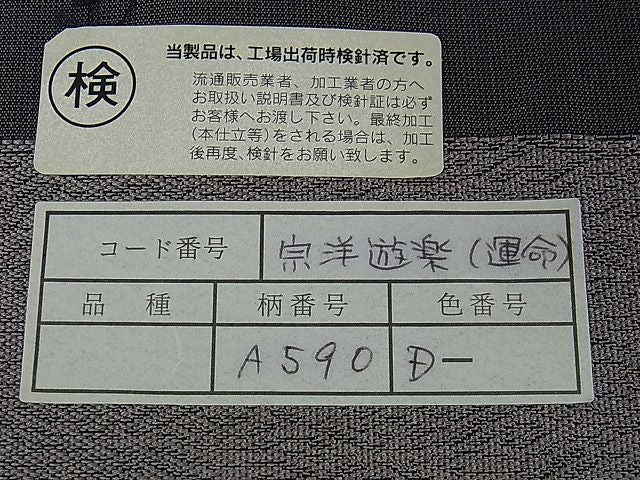 検
当製品は、工場出荷時検針済です。
流通販売業者、加工業者の方へ
お取扱い説明書及び検針証は必ず
お客様へお渡し下さい。最終加工
(本仕立等)をされる場合は、加工
後再度、検針をお願い致します。
コード番号 宗洋遊楽(運命)
品種 柄番号 色番号
A590 D-